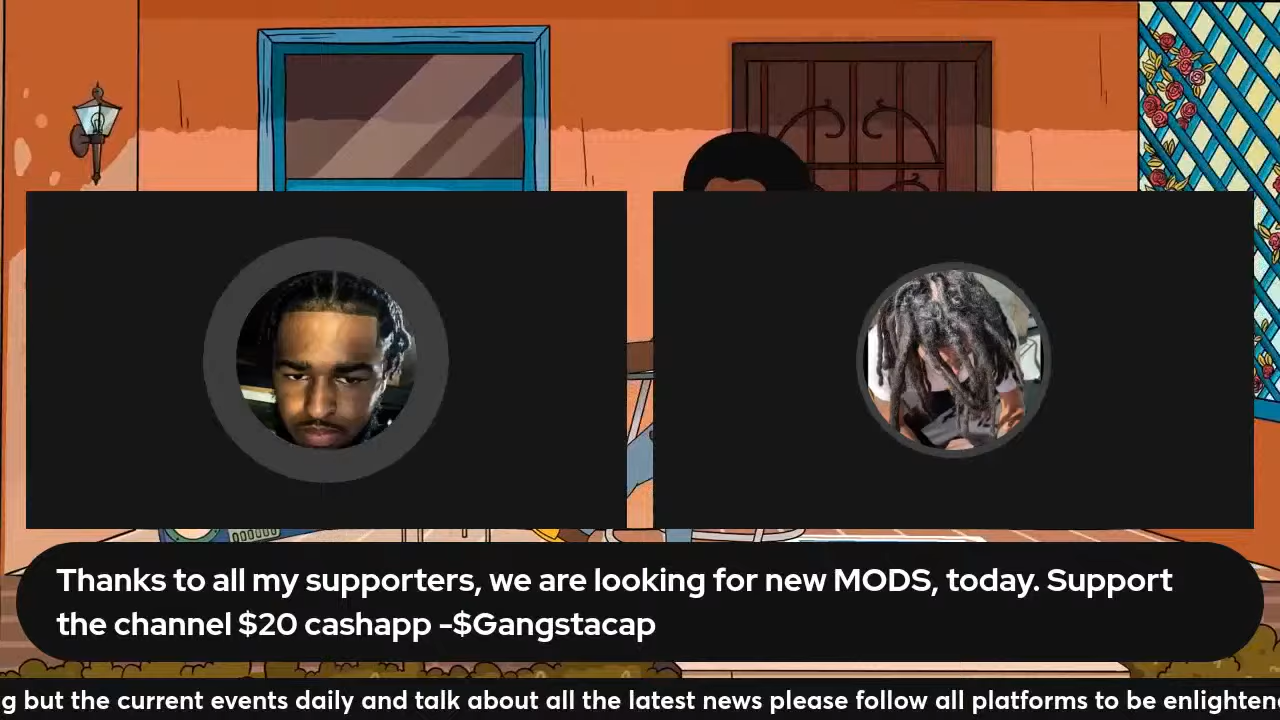 Thanks to all my supporters, we are looking for new MODS, today. Support
the channel $20 cashapp -$Gangstacap
g but the current events daily and talk about all the latest news please follow all platforms to be enlighten